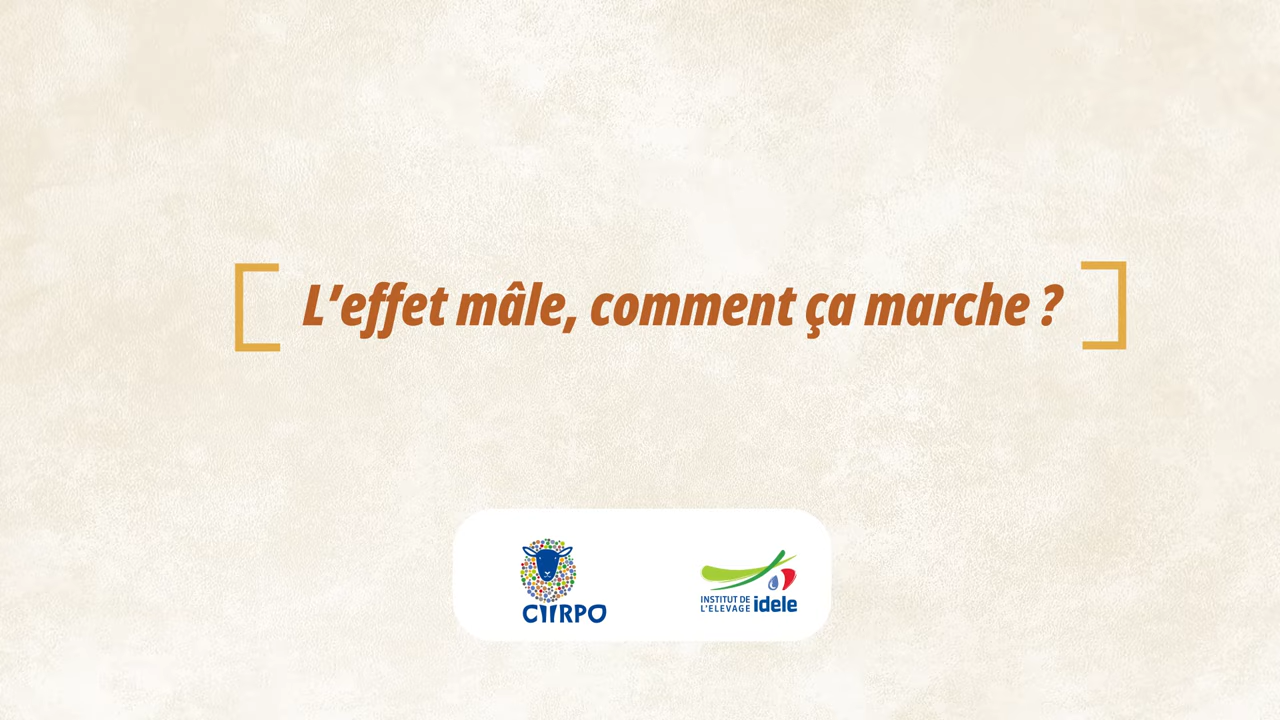 L’effet mâle, comment ça marche ?
CIIRPO
INSTITUT DE
L'ELEVAGE idele